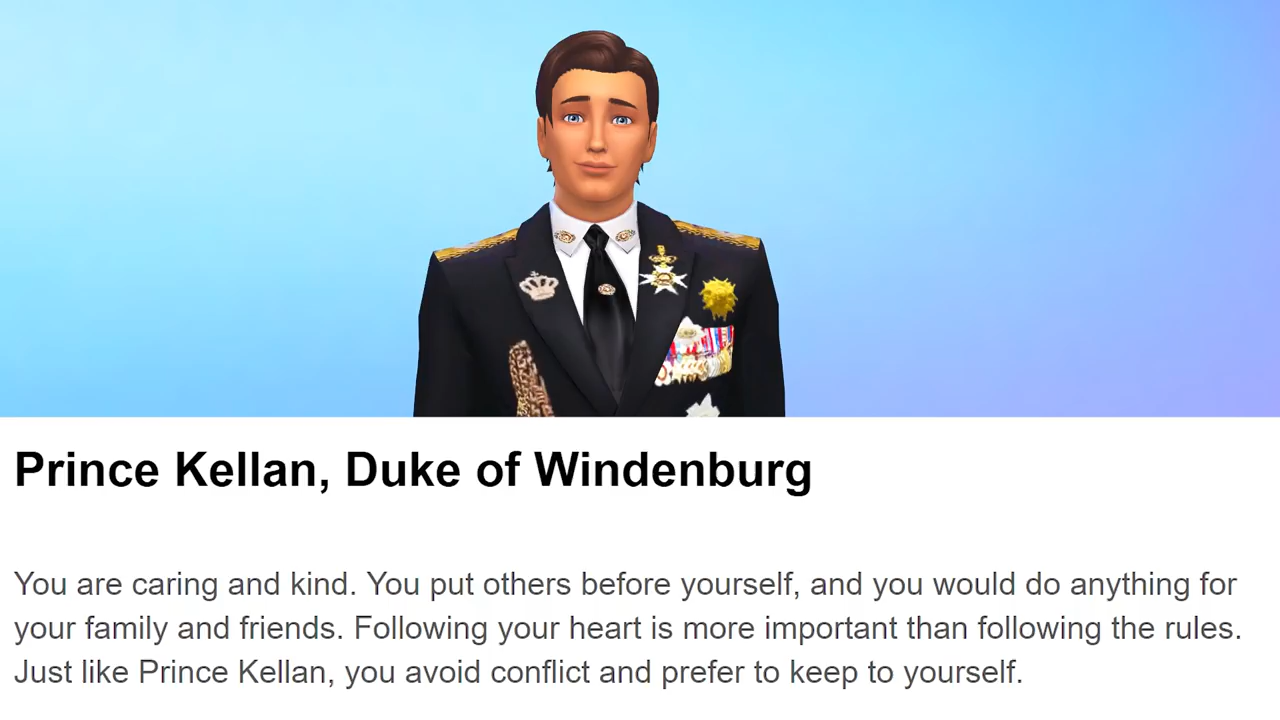 Prince Kellan, Duke of Windenburg
You are caring and kind. You put others before yourself, and you would do anything for
your family and friends. Following your heart is more important than following the rules.
Just like Prince Kellan, you avoid conflict and prefer to keep to yourself.